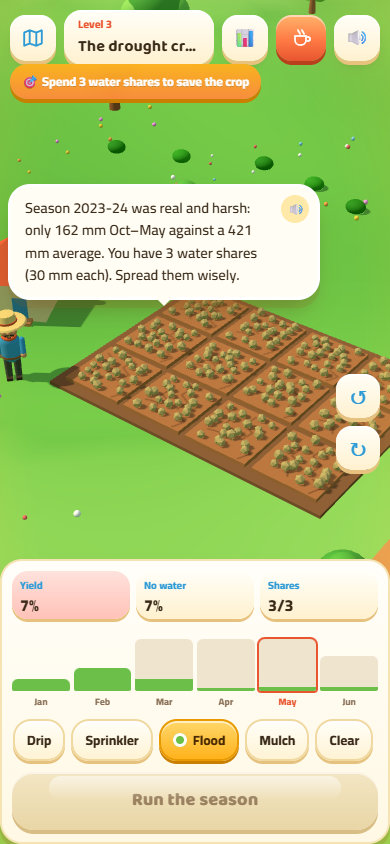 Level 3
The drought cr...
Spend 3 water shares to save the crop
Season 2023-24 was real and harsh:
only 162 mm Oct–May against a 421
mm average. You have 3 water shares
(30 mm each). Spread them wisely.
Yield
7%
No water
7%
Shares
3/3
Jan
Feb
Mar
Apr
May
Jun
Drip
Sprinkler
Flood
Mulch
Clear
Run the season